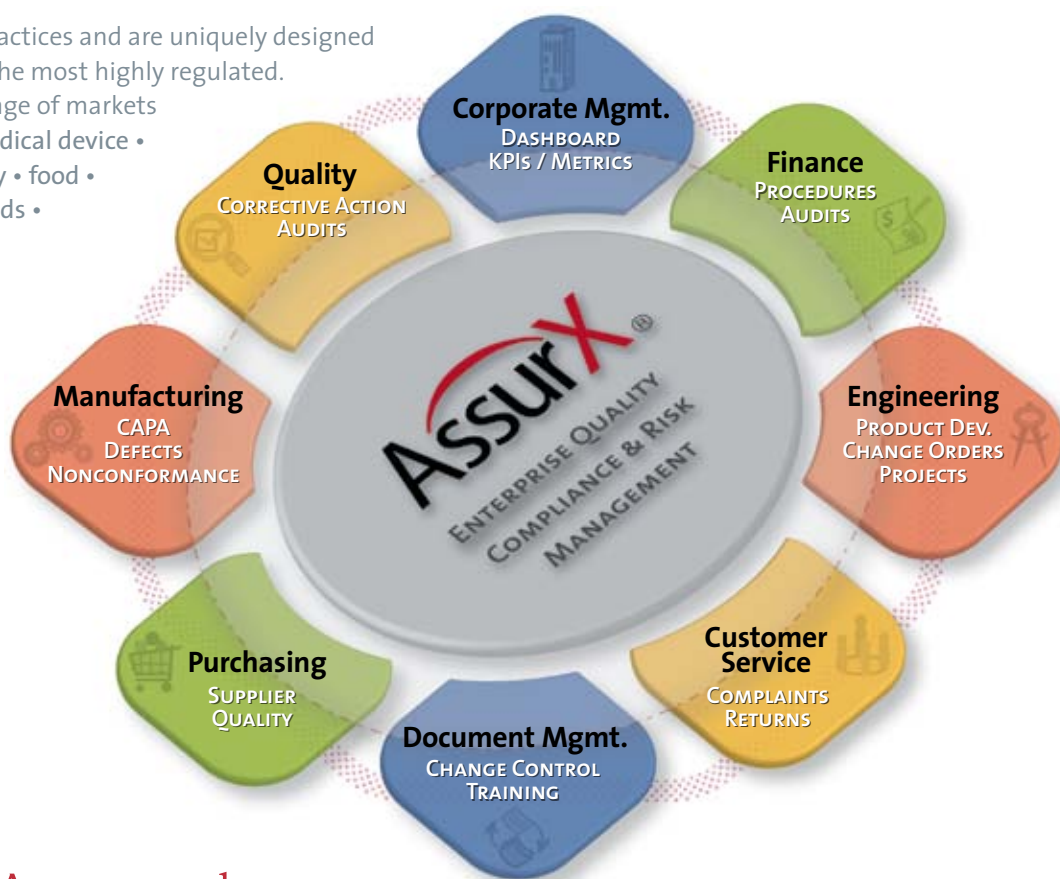 actices and are uniquely designed
he most highly regulated.
nge of markets
dical device •
y • food •
ds •
Corporate Mgmt.
DASHBOARD
KPIS / METRICS
Finance
PROCEDURES
AUDITS
Quality
CORRECTIVE ACTION
AUDITS
AssurX®
ENTERPRISE QUALITY
COMPLIANCE & RISK
MANAGEMENT
Manufacturing
CAPA
DEFECTS
NONCONFORMANCE
Engineering
PRODUCT DEV.
CHANGE ORDERS
PROJECTS
Purchasing
SUPPLIER
QUALITY
Customer
Service
COMPLAINTS
RETURNS
Document Mgmt.
CHANGE CONTROL
TRAINING